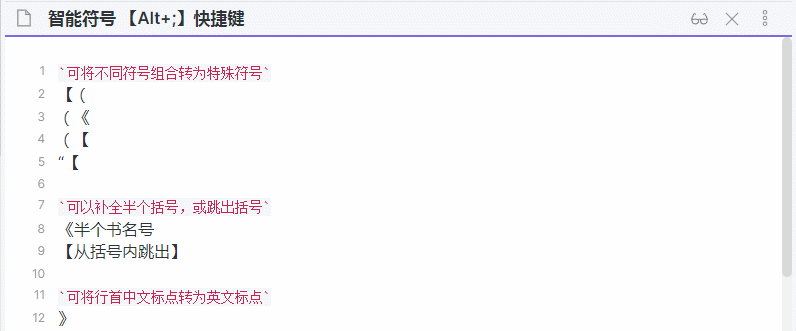 智能符号 【Alt+;】快捷键
1 `可将不同符号组合转为特殊符号`
2 【（
3 （《
4 （【
5 “【
6
7 `可以补全半个括号，或跳出括号`
8 《半个书名号
9 【从括号内跳出】
10
11 `可将行首中文标点转为英文标点`
12 》